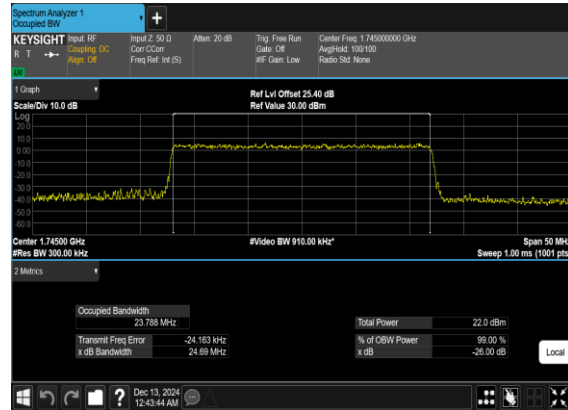 Spectrum Analyzer 1
Occupied BW
+
KEYSIGHT Input: RF Input Z: 50 Ω Atten: 20 dB Trig: Free Run Center Freq: 1.745000000 GHz
R T Coupling: DC Corr CCorr Gate: Off Avg|Hold: 100/100
Align: Off Freq Ref: Int (S) #IF Gain: Low Radio Std: None
1 Graph
Ref Lvl Offset 25.40 dB
Scale/Div 10.0 dB Ref Value 30.00 dBm
Log
20.0
10.0
0.00
-10.0
-20.0
-30.0
-40.0
-50.0
-60.0
Center 1.74500 GHz #Video BW 910.00 kHz* Span 50 MHz
#Res BW 300.00 kHz Sweep 1.00 ms (1001 pts)
2 Metrics
Occupied Bandwidth
23.788 MHz Total Power 22.0 dBm
Transmit Freq Error -24.163 kHz % of OBW Power 99.00 %
x dB Bandwidth 24.69 MHz x dB -26.00 dB
Local
? Dec 13, 2024
12:43:44 AM